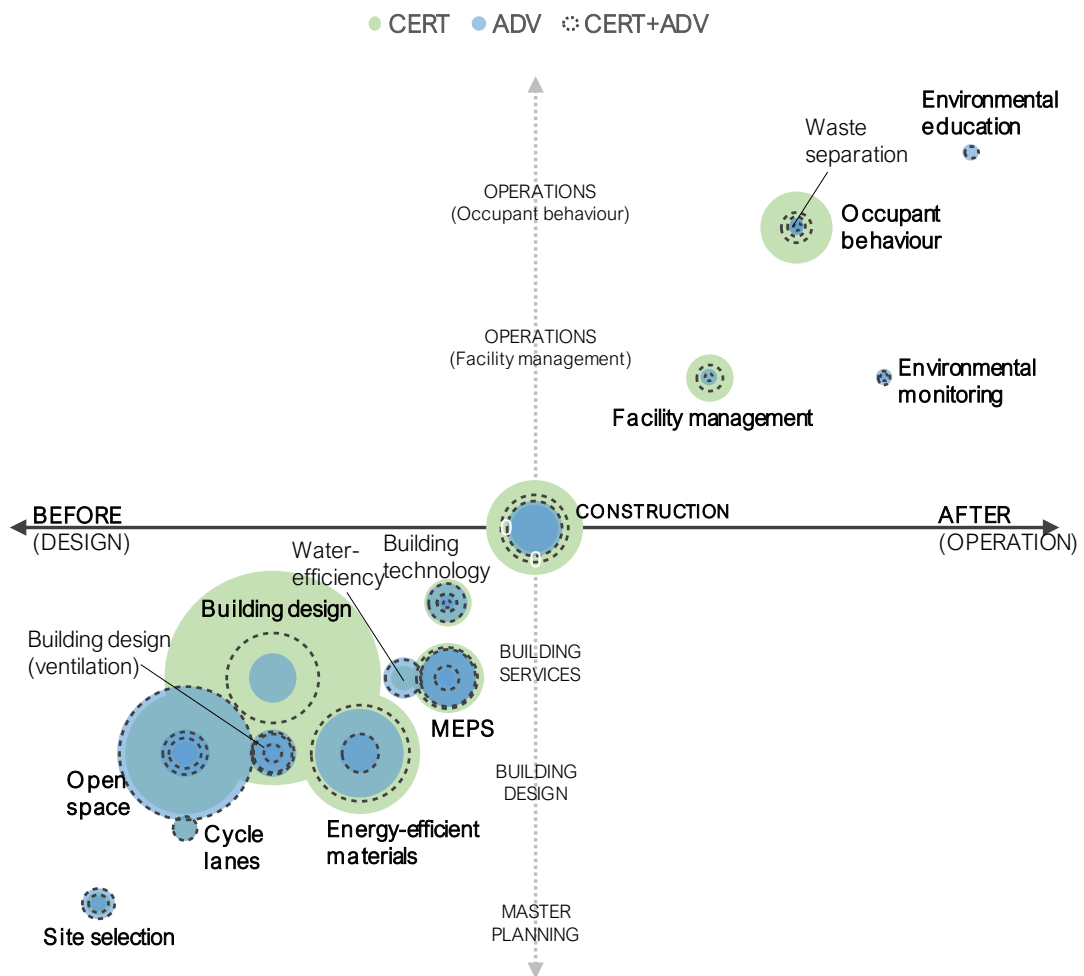 CERT ADV CERT+ADV
Environmental
education
Waste
separation
OPERATIONS
(Occupant behaviour)
Occupant
behaviour
OPERATIONS
(Facility management)
Environmental
monitoring
Facility management
CONSTRUCTION
0
0
BEFORE
(DESIGN)
AFTER
(OPERATION)
Water-
efficiency
Building
technology
Building design
Building design
(ventilation)
BUILDING
SERVICES
MEPS
Open
space
BUILDING
DESIGN
Cycle
lanes
Energy-efficient
materials
MASTER
PLANNING
Site selection